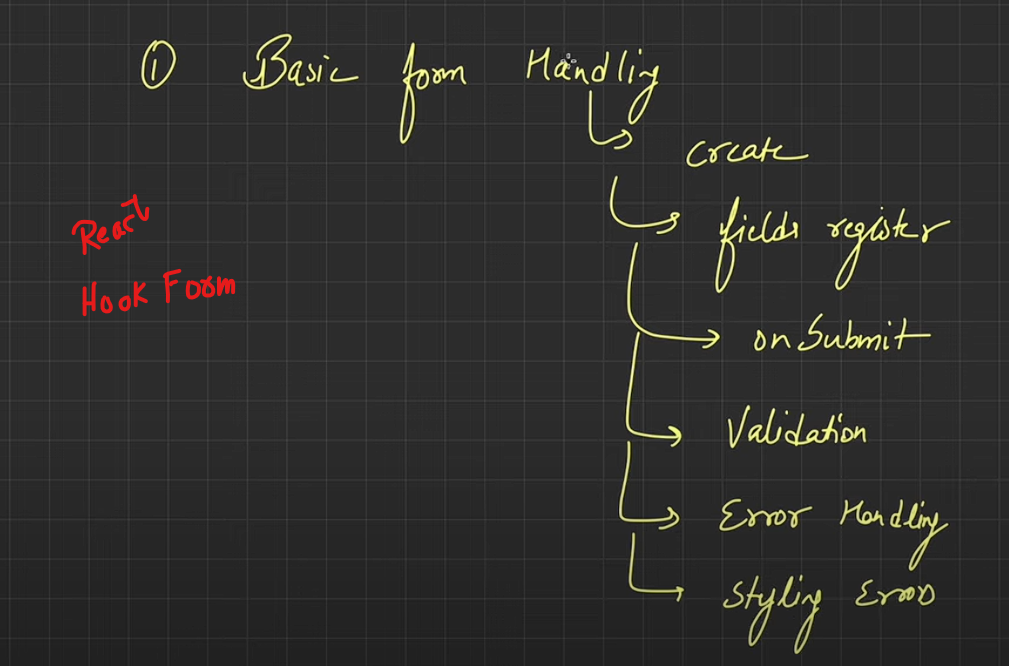 ① Basic form Handling
create
fields register
React
Hook Form
onSubmit
Validation
Error Handling
Styling Error